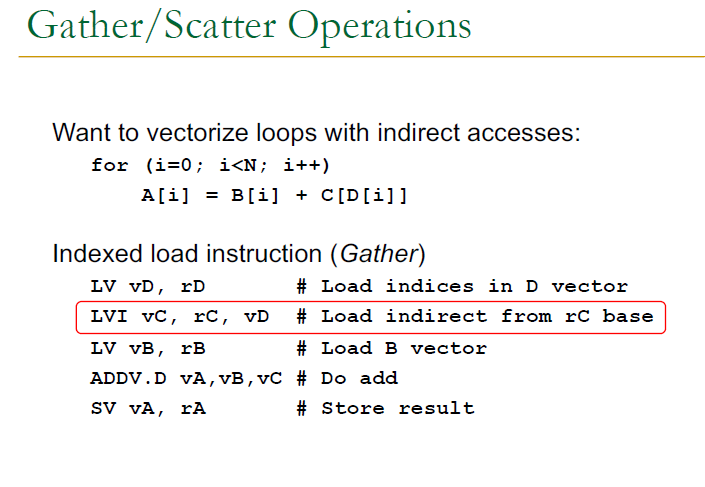 Gather/Scatter Operations
Want to vectorize loops with indirect accesses:
for (i=0; i<N; i++)
A[i] = B[i] + C[D[i]]
Indexed load instruction (Gather)
LV vD, rD # Load indices in D vector
LVI vC, rC, vD # Load indirect from rC base
LV vB, rB # Load B vector
ADDV.D vA,vB,vC # Do add
SV vA, rA # Store result